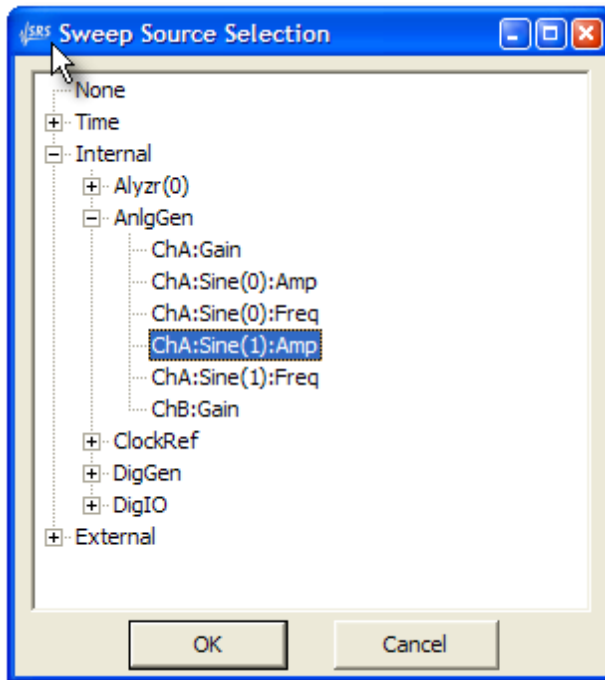 SRS Sweep Source Selection
None
Time
Internal
Alyzr(0)
AnlgGen
ChA:Gain
ChA:Sine(0):Amp
ChA:Sine(0):Freq
ChA:Sine(1):Amp
ChA:Sine(1):Freq
ChB:Gain
ClockRef
DigGen
DigIO
External
OK Cancel